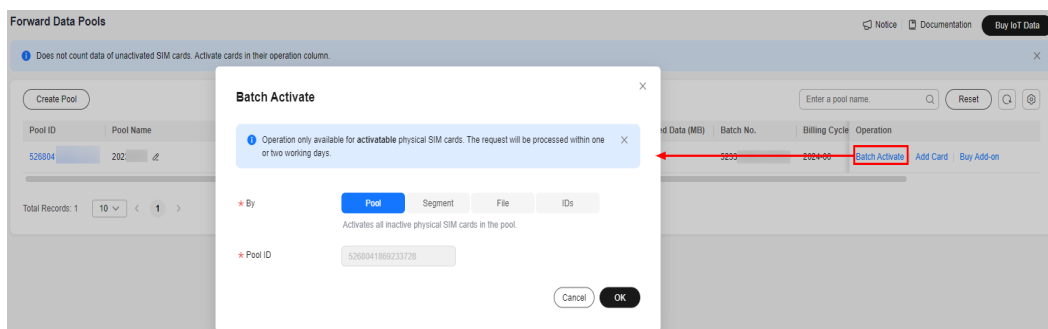 Forward Data Pools
Notice
Documentation
Buy IoT Data
Does not count data of unactivated SIM cards. Activate cards in their operation column.
Create Pool
Enter a pool name.
Reset
Pool ID
Pool Name
ed Data (MB)
Batch No.
Billing Cycle
Operation
526804
202
Batch Activate
Add Card
Buy Add-on
Total Records: 1
10
1
Batch Activate
Operation only available for activatable physical SIM cards. The request will be processed within one
or two working days.
* By
Pool
Segment
File
IDs
Activates all inactive physical SIM cards in the pool.
* Pool ID
Cancel
OK